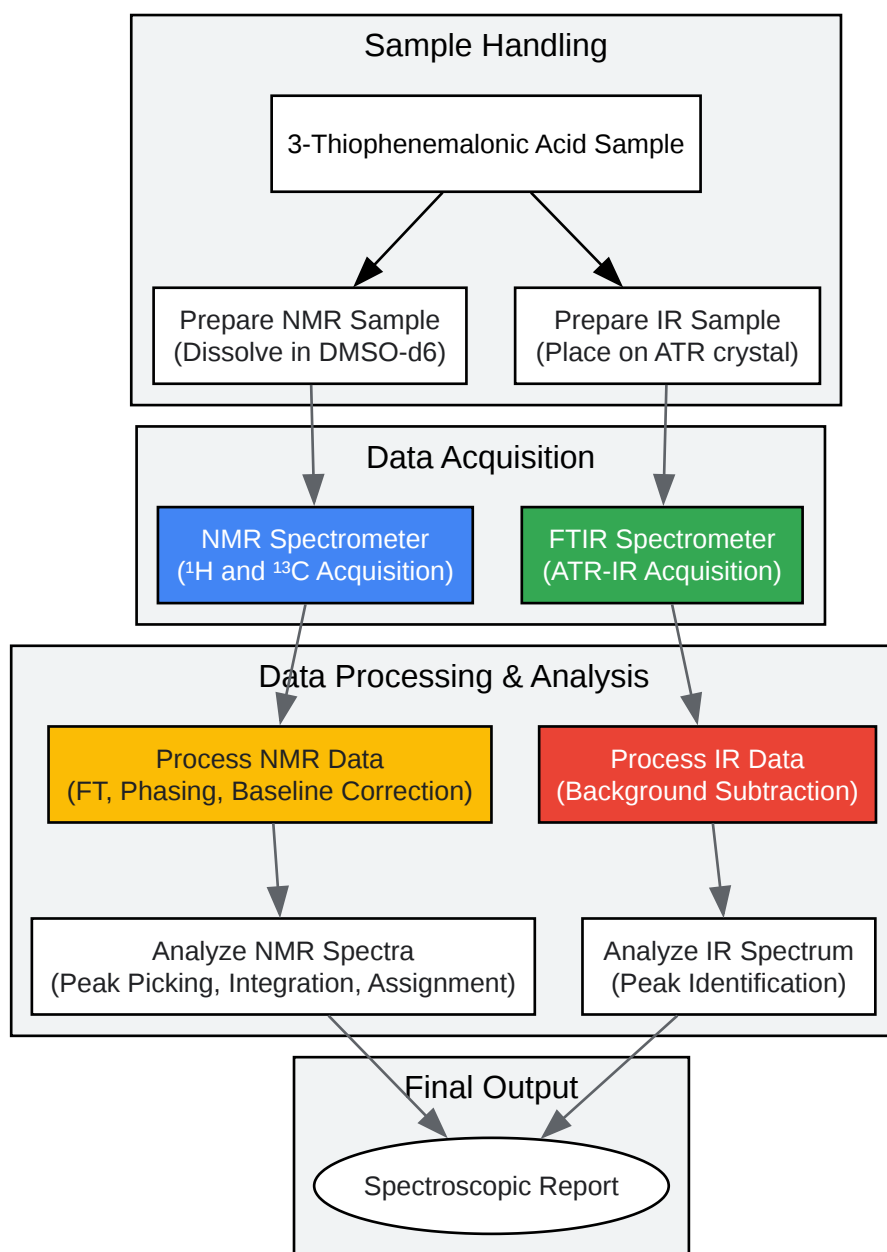 Sample Handling
3-Thiophenemalonic Acid Sample
Prepare NMR Sample
(Dissolve in DMSO-d6)
Prepare IR Sample
(Place on ATR crystal)
Data Acquisition
NMR Spectrometer
(¹H and ¹³C Acquisition)
FTIR Spectrometer
(ATR-IR Acquisition)
Data Processing & Analysis
Process NMR Data
(FT, Phasing, Baseline Correction)
Process IR Data
(Background Subtraction)
Analyze NMR Spectra
(Peak Picking, Integration, Assignment)
Analyze IR Spectrum
(Peak Identification)
Final Output
Spectroscopic Report